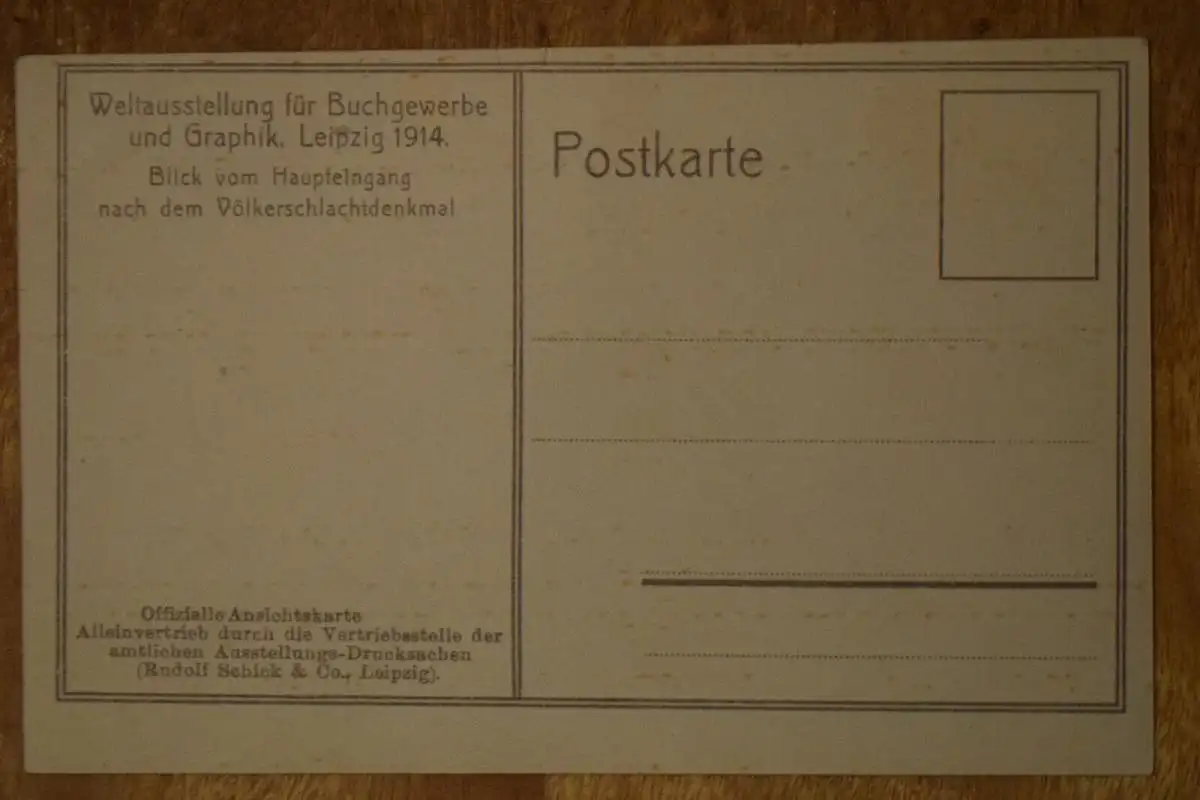 Weltausstellung für Buchgewerbe
und Graphik. Leipzig 1914.
Blick vom Haupteingang
nach dem Völkerschlachtdenkmal
Postkarte
Offizielle Ansichtskarte
Alleinvertrieb durch die Vertriebsstelle der
amtlichen Ausstellungs-Drucksachen
(Rudolf Schick & Co., Leipzig).